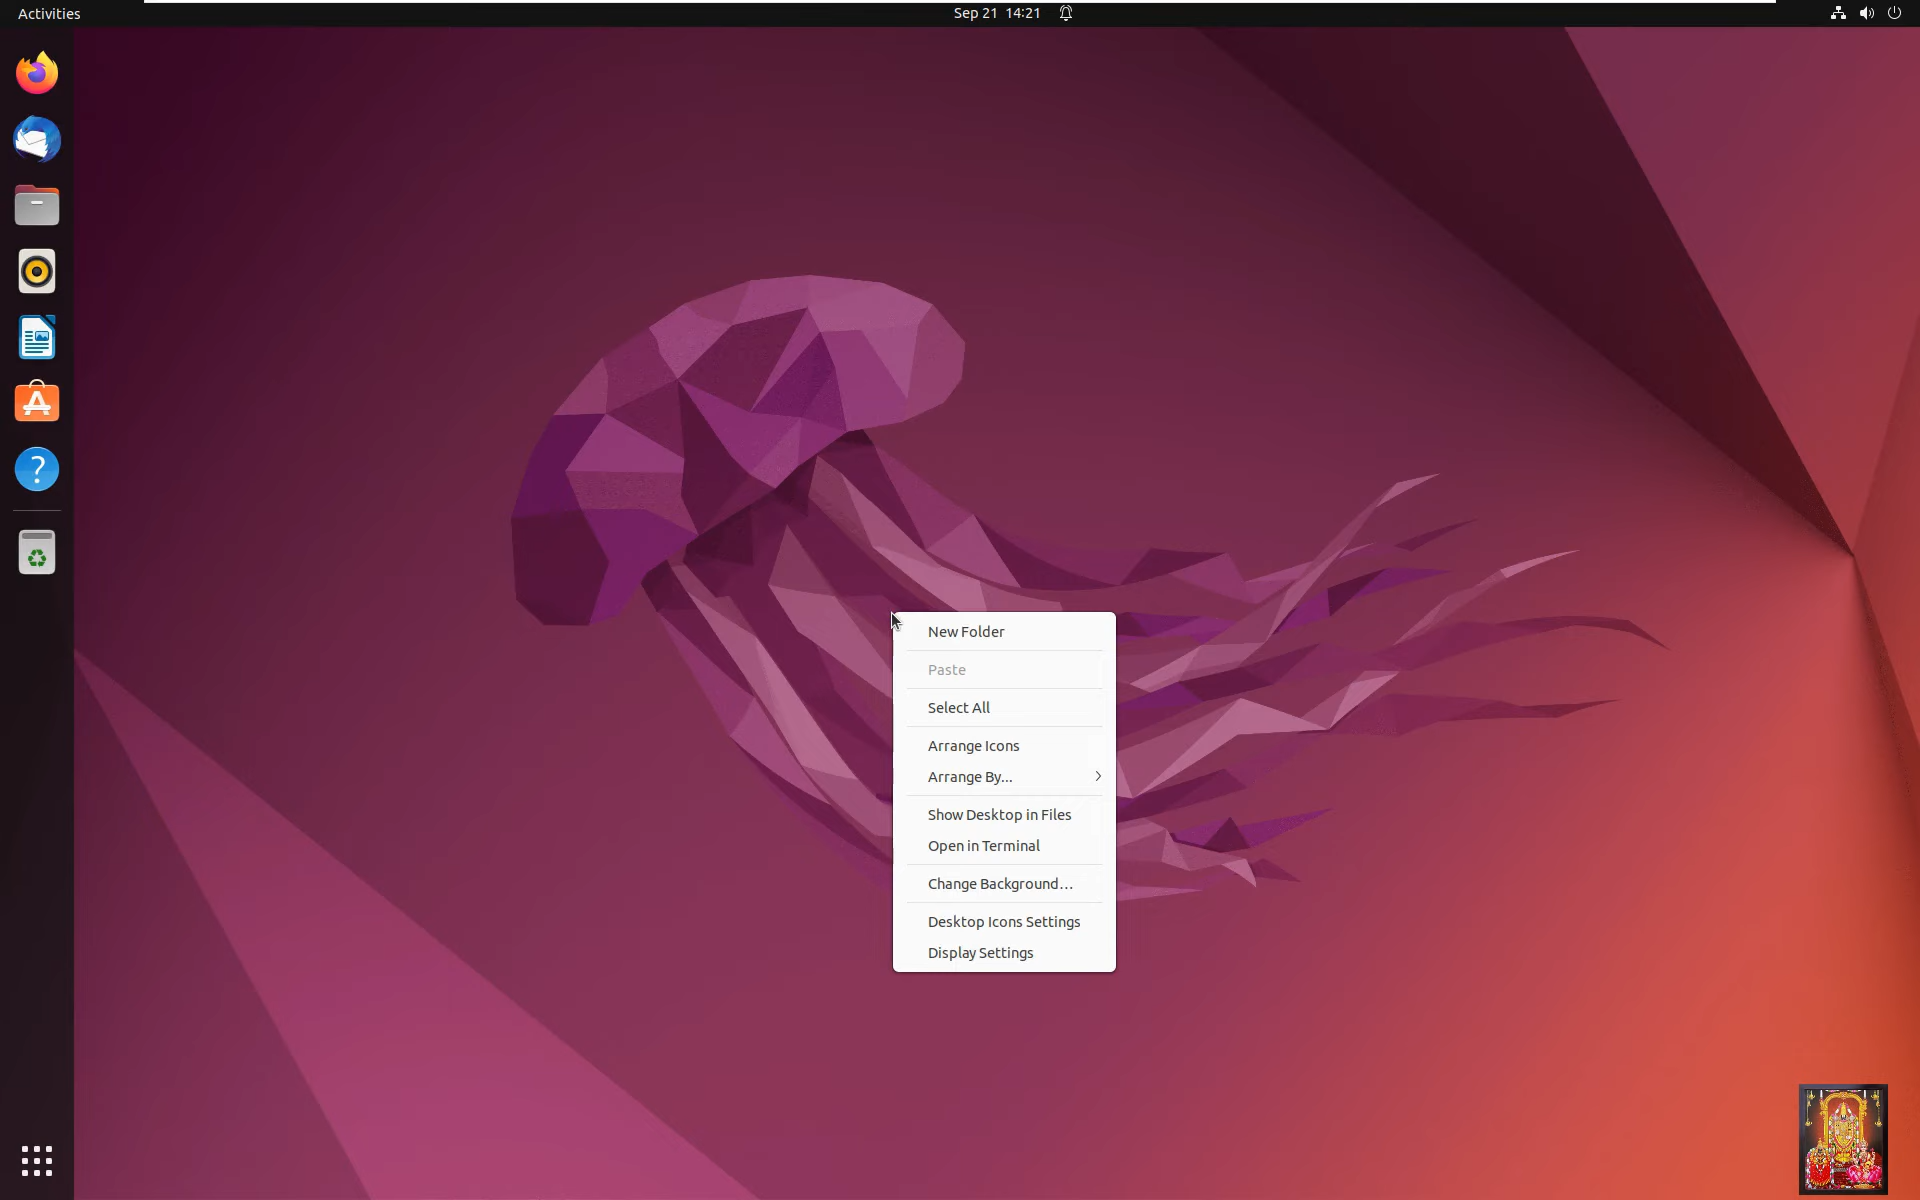 Activities
Sep 21 14:21
New Folder
Paste
Select All
Arrange Icons
Arrange By...
Show Desktop in Files
Open in Terminal
Change Background…
Desktop Icons Settings
Display Settings